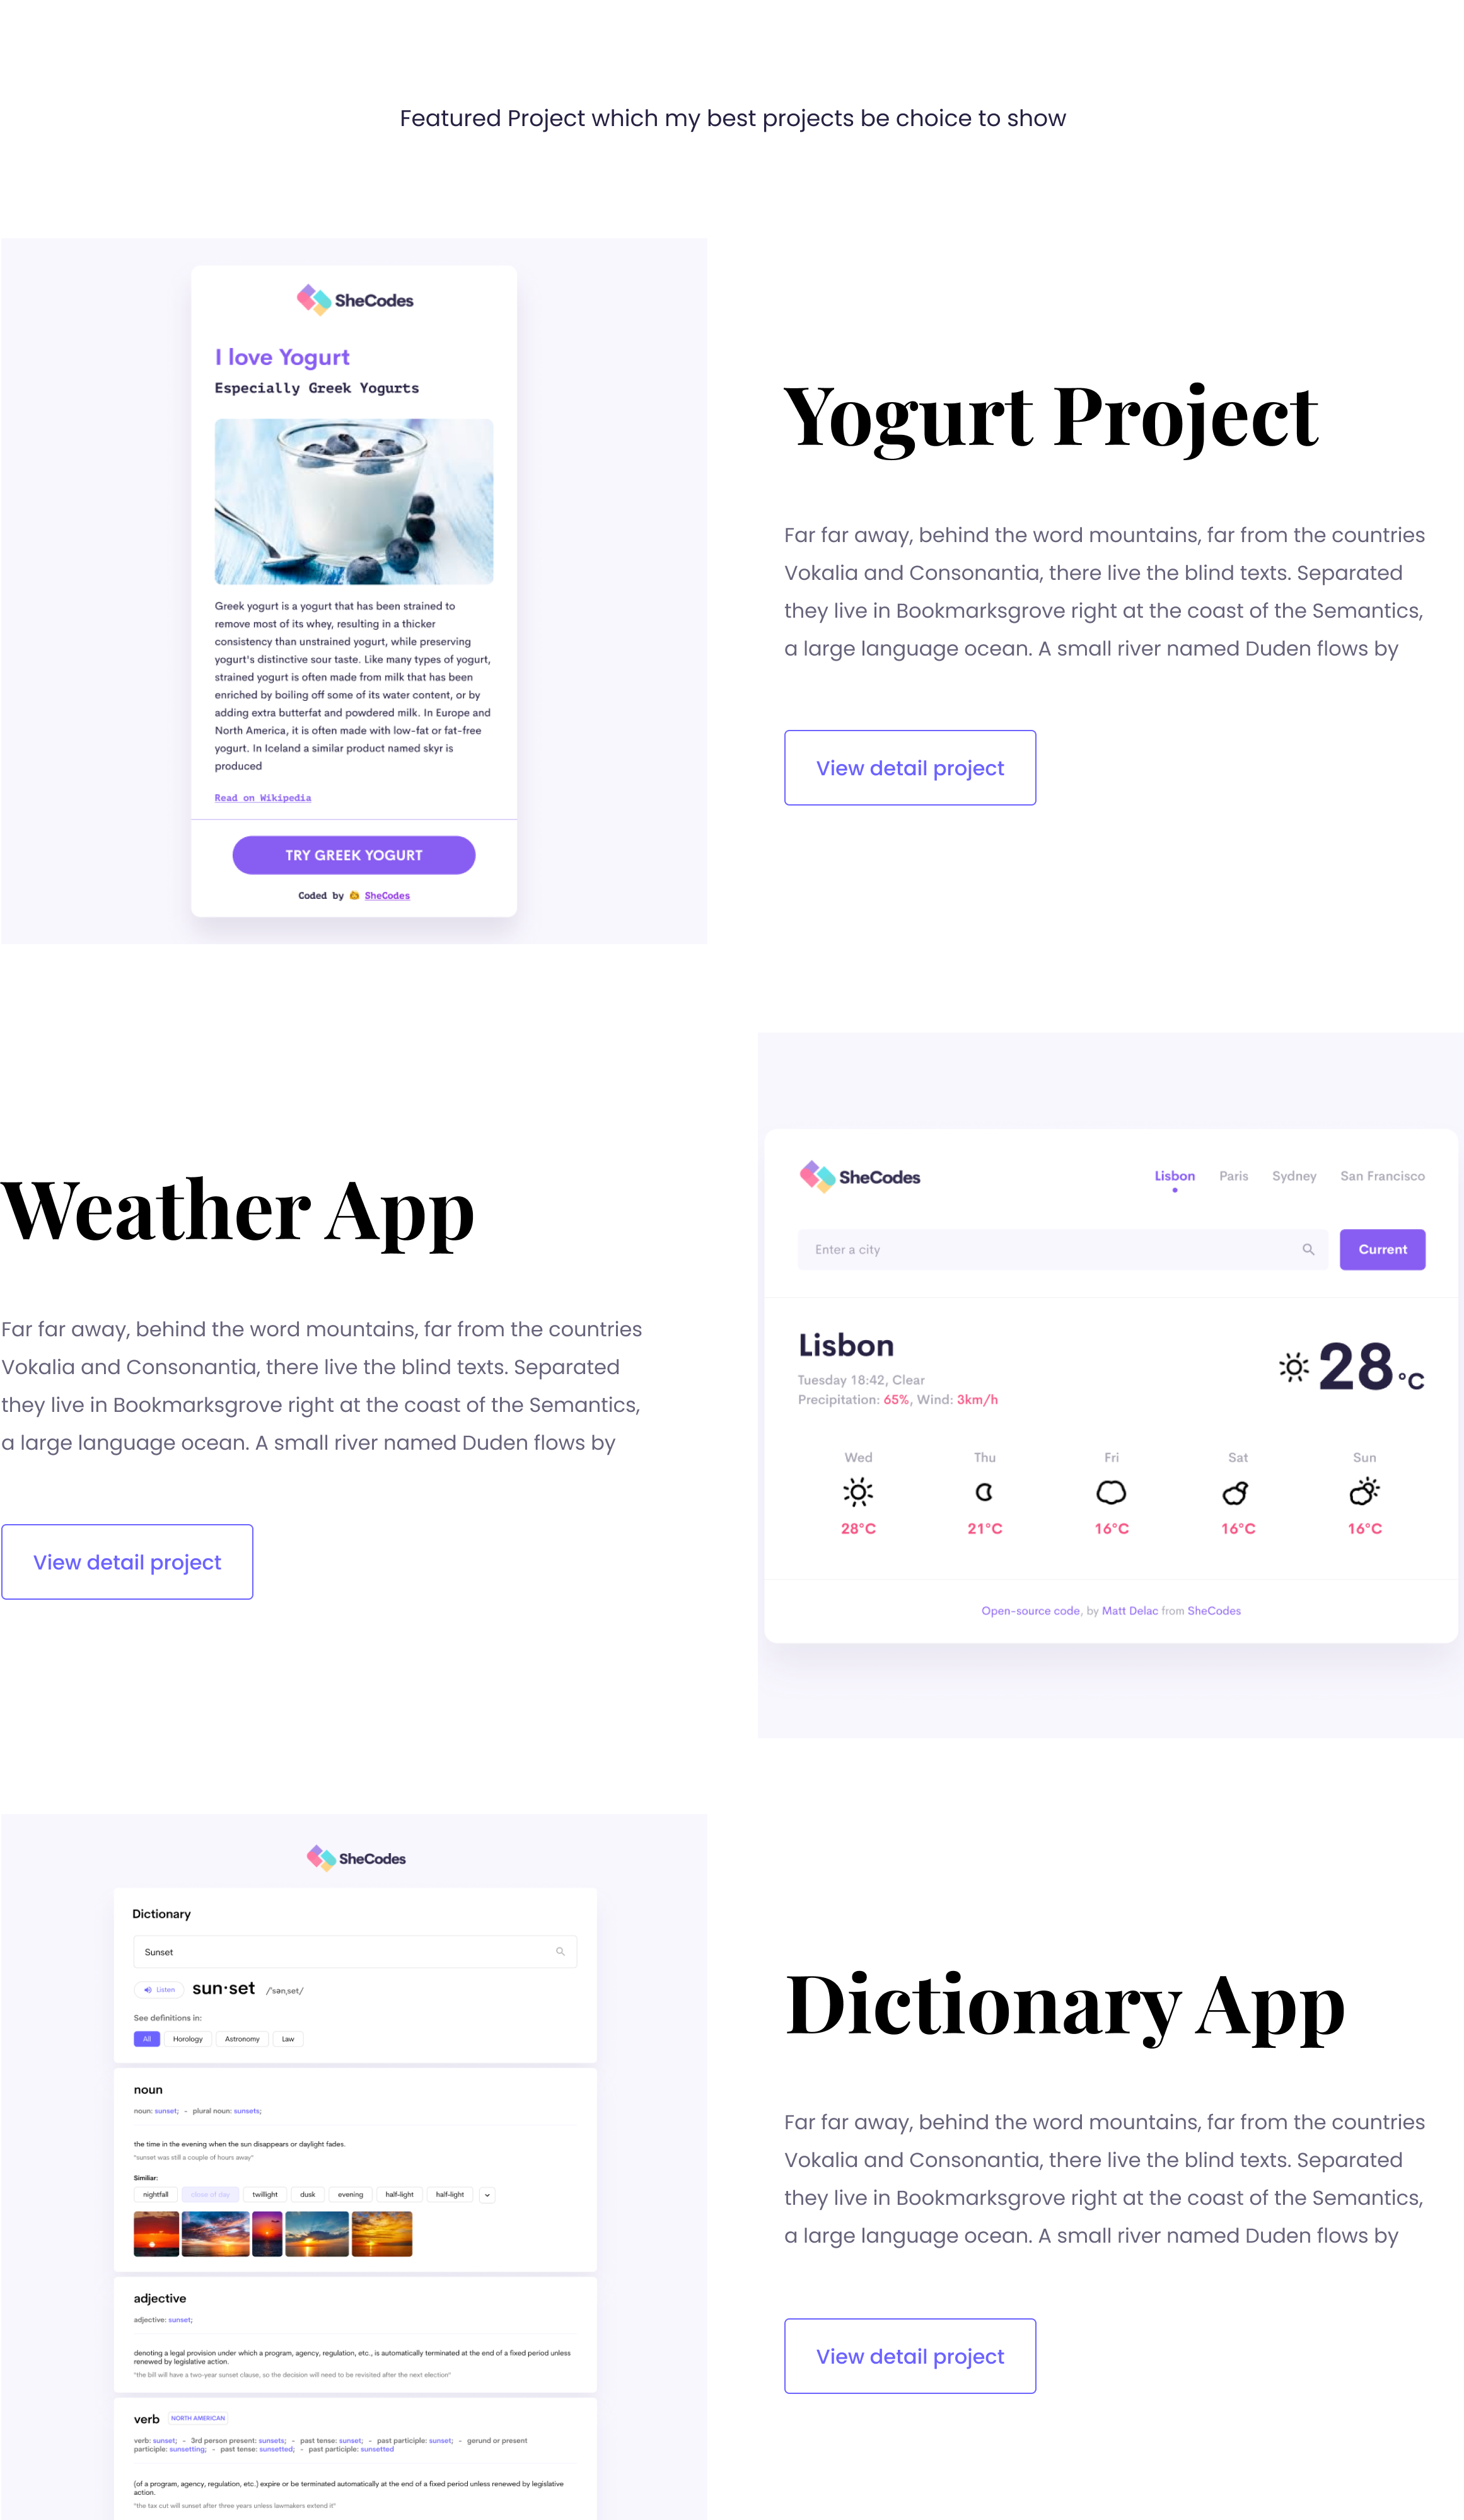 Featured Project which my best projects be choice to show
SheCodes
I love Yogurt
Especially Greek Yogurts
Greek yogurt is a yogurt that has been strained to
remove most of its whey, resulting in a thicker
consistency than unstrained yogurt, while preserving
yogurt's distinctive sour taste. Like many types of yogurt,
strained yogurt is often made from milk that has been
enriched by boiling off some of its water content, or by
adding extra butterfat and powdered milk. In Europe and
North America, it is often made with low-fat or fat-free
yogurt. In Iceland a similar product named skyr is
produced
Read on Wikipedia
TRY GREEK YOGURT
Coded by 🙆 SheCodes
Yogurt Project
Far far away, behind the word mountains, far from the countries
Vokalia and Consonantia, there live the blind texts. Separated
they live in Bookmarksgrove right at the coast of the Semantics,
a large language ocean. A small river named Duden flows by
View detail project
Weather App
Far far away, behind the word mountains, far from the countries
Vokalia and Consonantia, there live the blind texts. Separated
they live in Bookmarksgrove right at the coast of the Semantics,
a large language ocean. A small river named Duden flows by
View detail project
SheCodes
Lisbon Paris Sydney San Francisco
Enter a city
Current
Lisbon
Tuesday 18:42, Clear
Precipitation: 65%, Wind: 3km/h
28°C
Wed Thu Fri Sat Sun
28°C 21°C 16°C 16°C 16°C
Open-source code, by Matt Delac from SheCodes
SheCodes
Dictionary
Sunset
Listen sun·set /ˈsənˌset/
See definitions in:
All Horology Astronomy Law
noun
noun: sunset; - plural noun: sunsets;
the time in the evening when the sun disappears or daylight fades.
"sunset was still a couple of hours away"
Similiar:
nightfall close of day twillight dusk evening half-light half-light
adjective
adjective: sunset;
denoting a legal provision under which a program, agency, regulation, etc., is automatically terminated at the end of a fixed period unless
renewed by legislative action.
"the bill will have a two-year sunset clause, so the decision will need to be revisited after the next election"
verb NORTH AMERICAN
verb: sunset; - 3rd person present: sunsets; - past tense: sunset; - past participle: sunset; - gerund or present
participle: sunsetting; - past tense: sunsetted; - past participle: sunsetted
(of a program, agency, regulation, etc.) expire or be terminated automatically at the end of a fixed period unless renewed by legislative
action.
"the tax cut will sunset after three years unless lawmakers extend it"
Dictionary App
Far far away, behind the word mountains, far from the countries
Vokalia and Consonantia, there live the blind texts. Separated
they live in Bookmarksgrove right at the coast of the Semantics,
a large language ocean. A small river named Duden flows by
View detail project